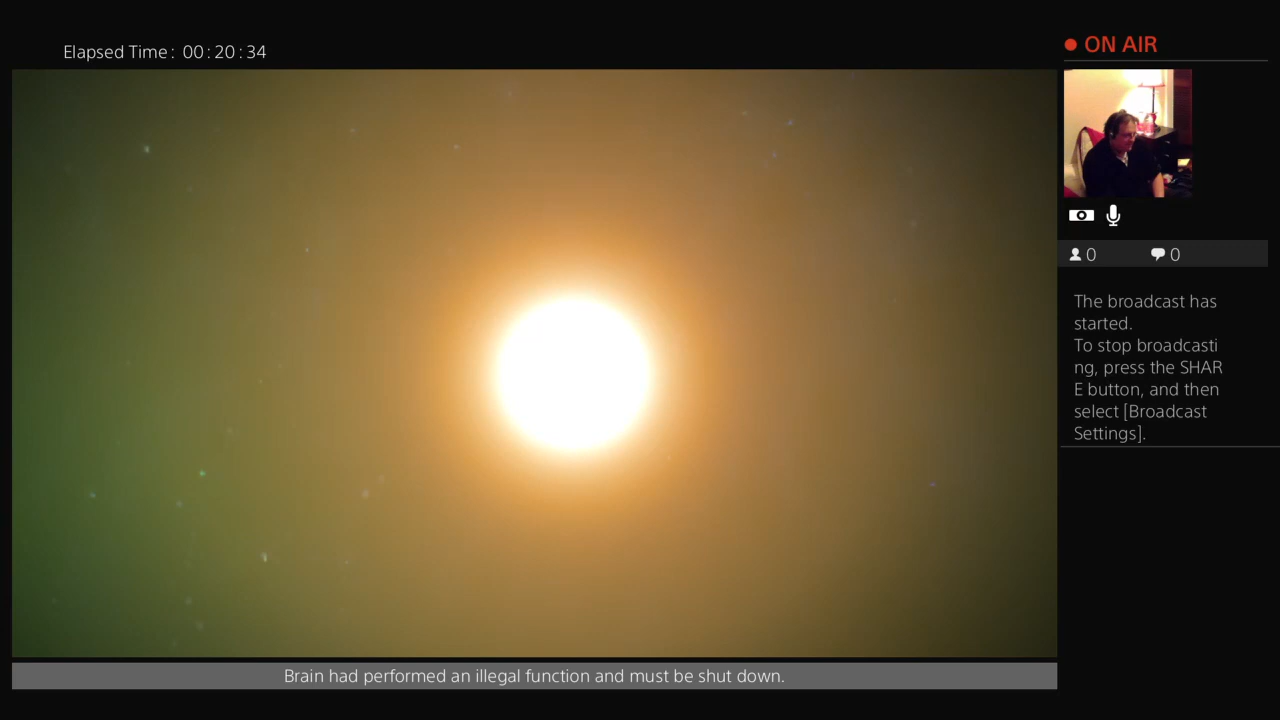 Elapsed Time: 00:20:34
ON AIR
0 0
The broadcast has
started.
To stop broadcasti
ng, press the SHAR
E button, and then
select [Broadcast
Settings].
Brain had performed an illegal function and must be shut down.